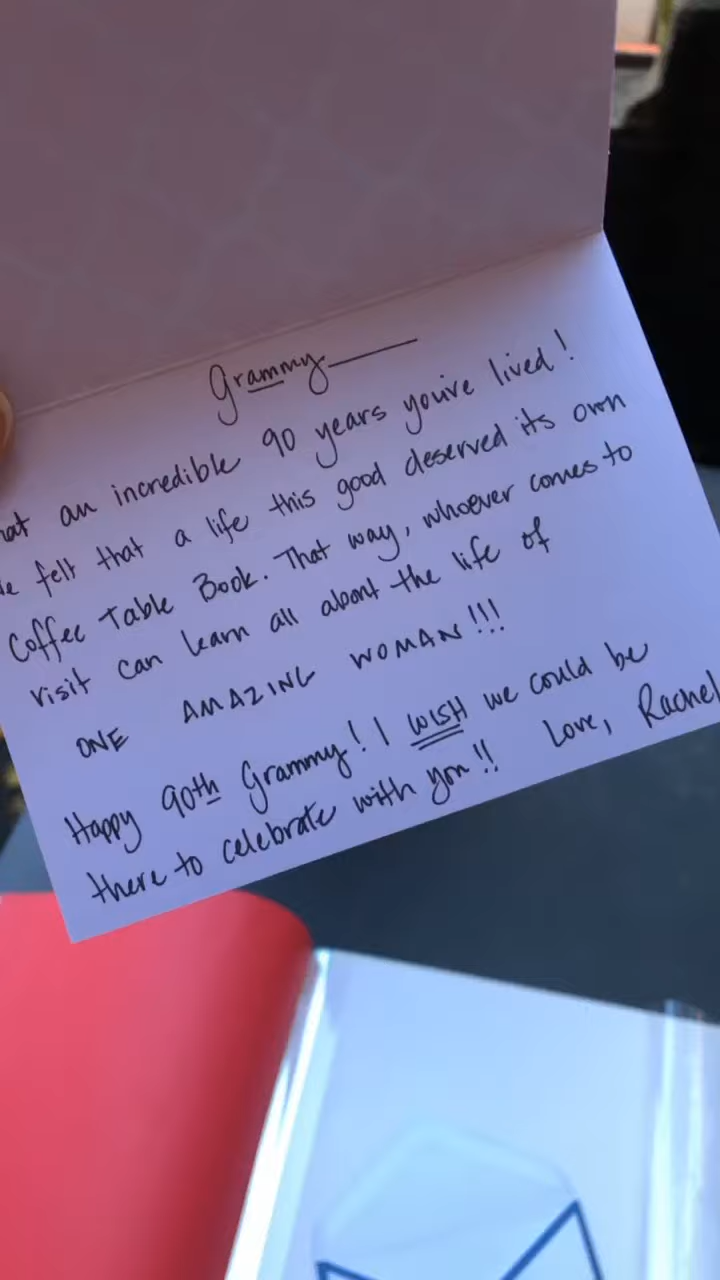 Grammy
hat an incredible 90 years you've lived!
e felt that a life this good deserved its own
Coffee Table Book. That way, whoever comes to
visit can learn all about the life of
ONE AMAZING WOMAN!!!
Happy 90th Grammy! I WISH we could be
there to celebrate with you!! Love, Rachel